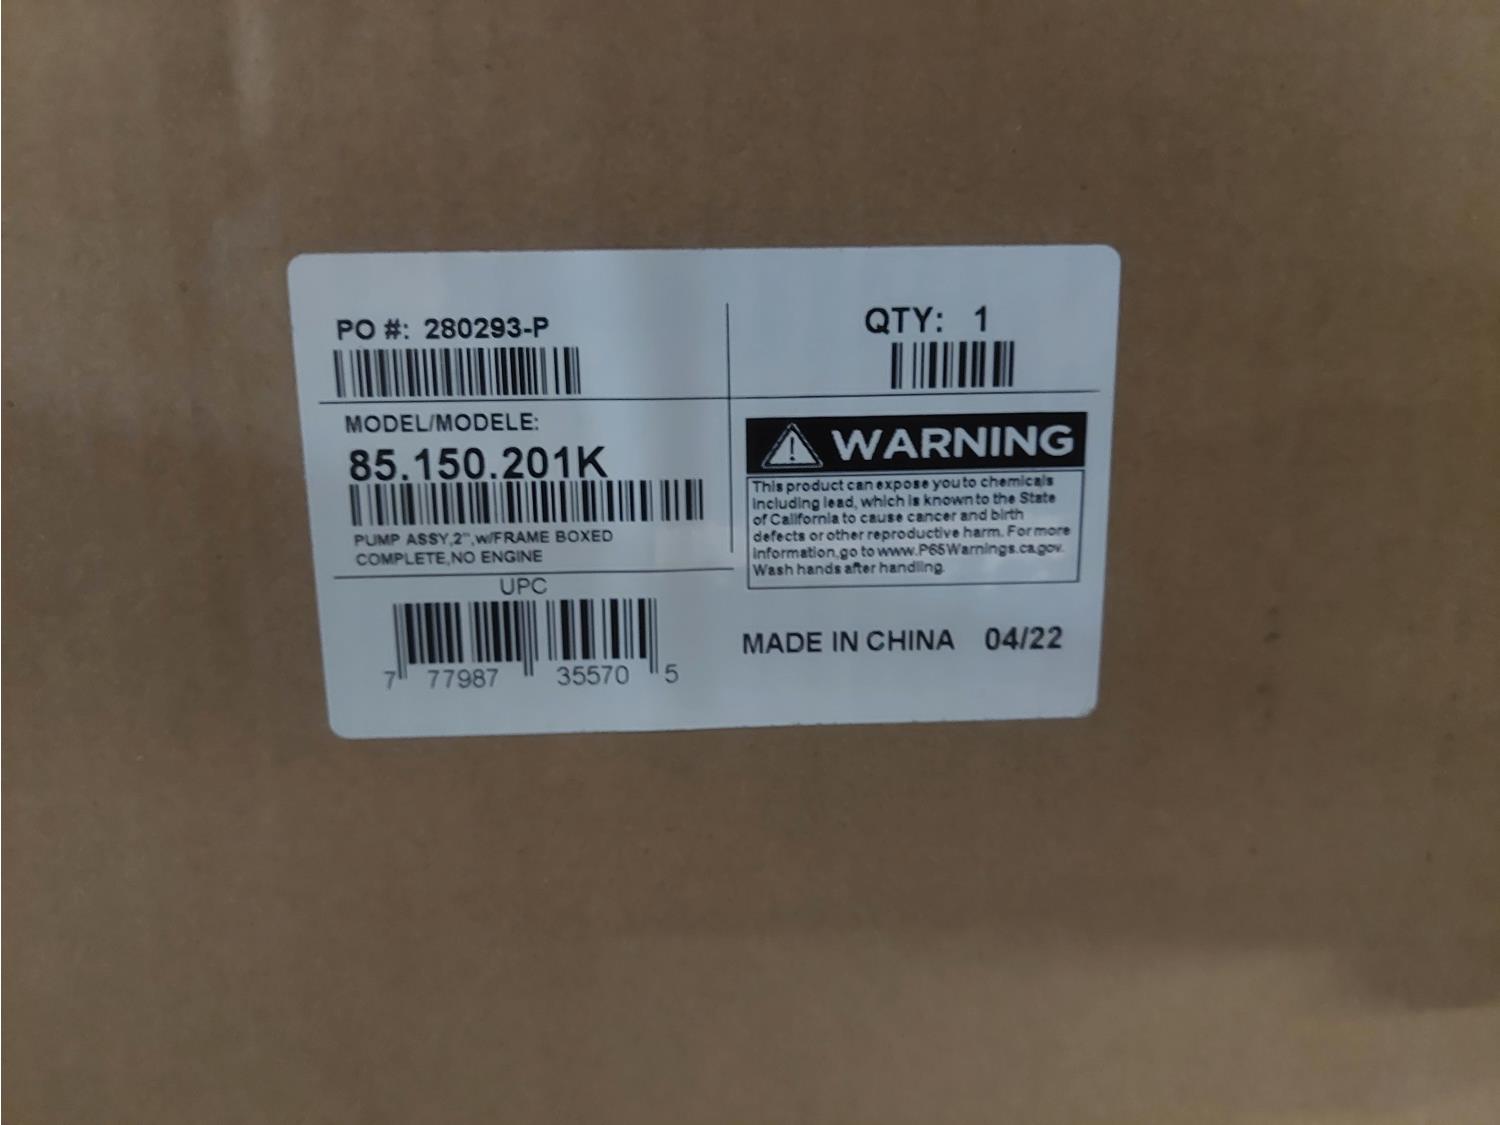 PO #: 280293-P
QTY: 1
MODEL/MODELE:
85.150.201K
PUMP ASSY,2",w/FRAME BOXED
COMPLETE,NO ENGINE
UPC
7 77987 35570 5
WARNING
This product can expose you to chemicals
including lead, which is known to the State
of California to cause cancer and birth
defects or other reproductive harm. For more
information,go to www.P65Warnings.ca.gov.
Wash hands after handling.
MADE IN CHINA 04/22